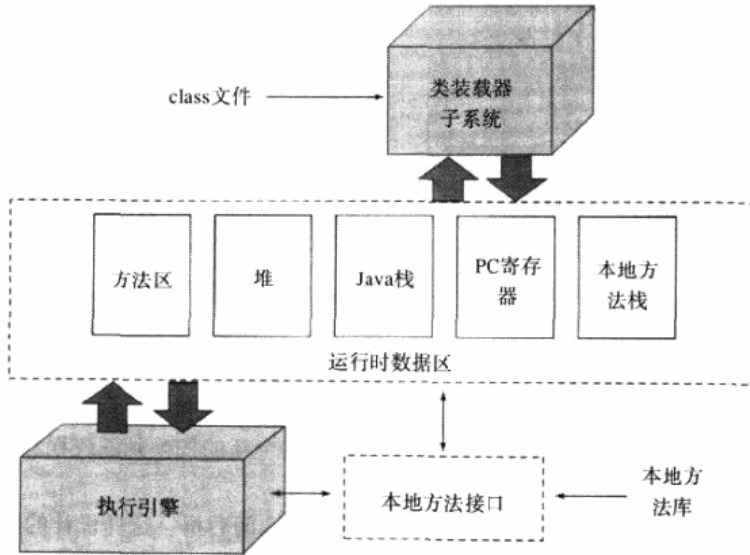 class文件
类装载器
子系统
方法区
堆
Java栈
PC寄存
器
本地方
法栈
运行时数据区
执行引擎
本地方法接口
本地方
法库